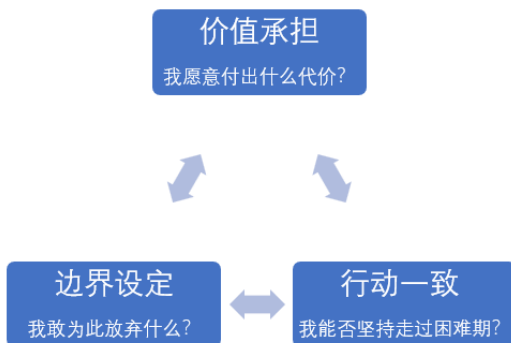 价值承担
我愿意付出什么代价？
边界设定
我敢为此放弃什么？
行动一致
我能否坚持走过困难期？